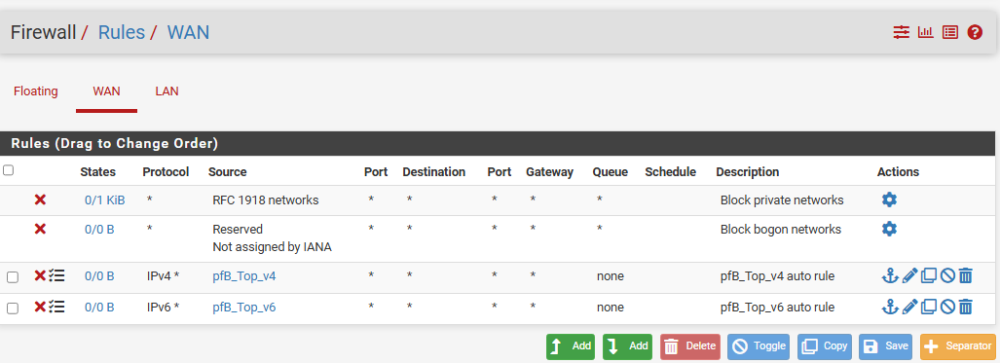 Firewall / Rules / WAN
Floating WAN LAN
Rules (Drag to Change Order)
States Protocol Source Port Destination Port Gateway Queue Schedule Description Actions
0/1 KiB * RFC 1918 networks * * * * * Block private networks
0/0 B * Reserved * * * * * Block bogon networks
Not assigned by IANA
0/0 B IPv4 * pfB_Top_v4 * * * * none pfB_Top_v4 auto rule
0/0 B IPv6 * pfB_Top_v6 * * * * none pfB_Top_v6 auto rule
Add Add Delete Toggle Copy Save Separator